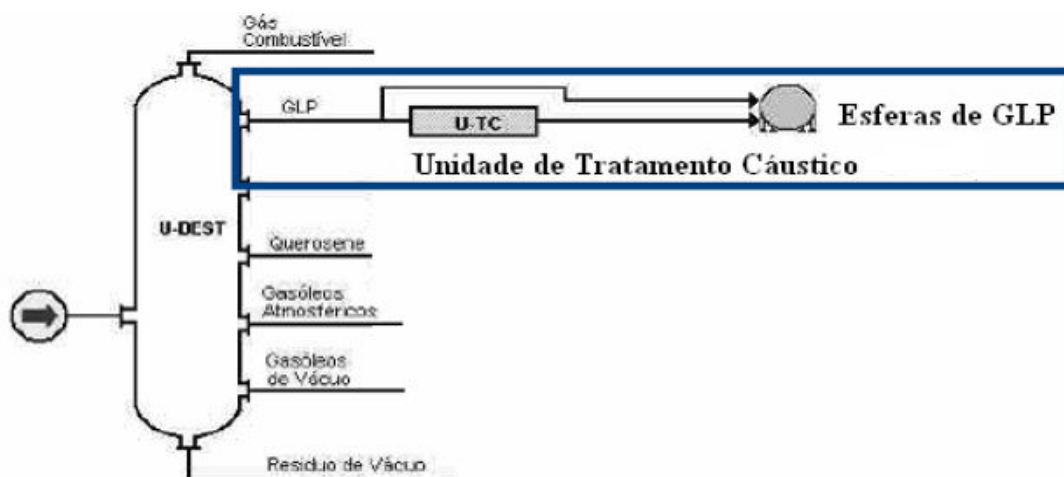 Gás
Combustível
GLP
U-TC
Esferas de GLP
Unidade de Tratamento Cáustico
U-DEST
Querosene
Gasóleos
Atmosféricos
Gasóleos
de Vácuo
Resíduo de Vácuo